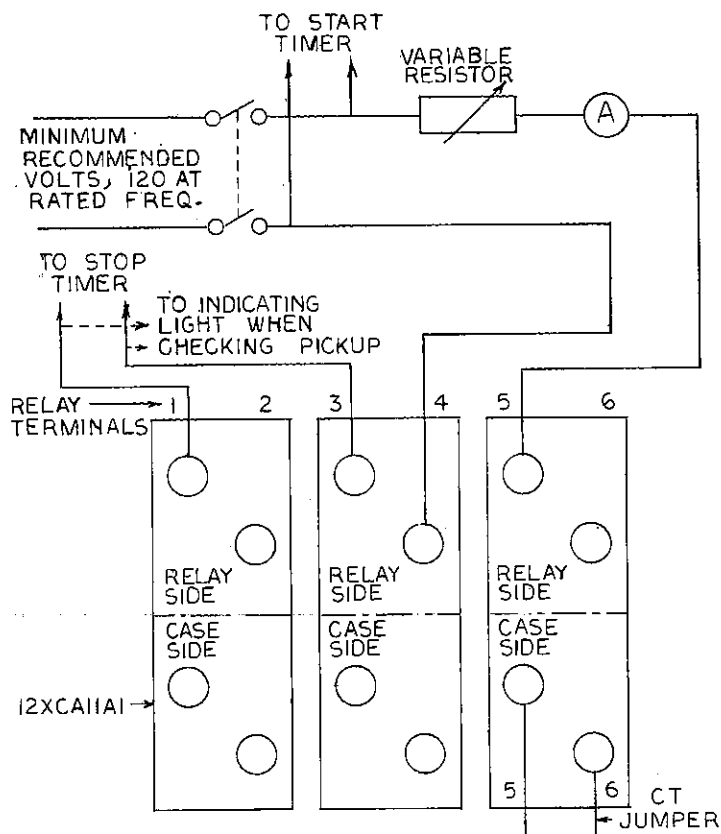 TO START
TIMER
VARIABLE
RESISTOR
A
MINIMUM
RECOMMENDED
VOLTS, 120 AT
RATED FREQ.
TO STOP
TIMER
TO INDICATING
LIGHT WHEN
CHECKING PICKUP
RELAY
TERMINALS
1 2 3 4 5 6
RELAY
SIDE
RELAY
SIDE
RELAY
SIDE
CASE
SIDE
CASE
SIDE
CASE
SIDE
12XCA11A1
5 6
CT
JUMPER